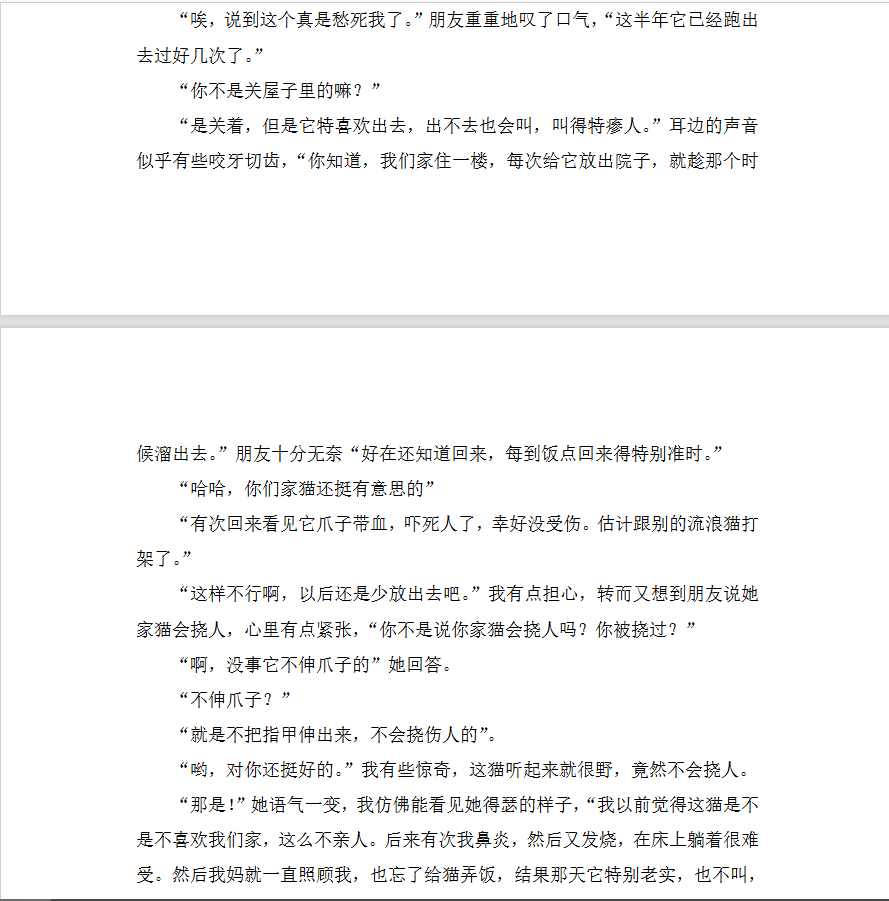 “唉，说到这个真是愁死我了。”朋友重重地叹了口气，“这半年它已经跑出
去过好几次了。”
“你不是关屋子里的嘛？”
“是关着，但是它特喜欢出去，出不去也会叫，叫得特瘆人。”耳边的声音
似乎有些咬牙切齿，“你知道，我们家住一楼，每次给它放出院子，就趁那个时
候溜出去。”朋友十分无奈“好在还知道回来，每到饭点回来得特别准时。”
“哈哈，你们家猫还挺有意思的”
“有次回来看见它爪子带血，吓死人了，幸好没受伤。估计跟别的流浪猫打
架了。”
“这样不行啊，以后还是少放出去吧。”我有点担心，转而又想到朋友说她
家猫会挠人，心里有点紧张，“你不是说你家猫会挠人吗？你被挠过？”
“啊，没事它不伸爪子的”她回答。
“不伸爪子？”
“就是不把指甲伸出来，不会挠伤人的”。
“哟，对你还挺好的。”我有些惊奇，这猫听起来就很野，竟然不会挠人。
“那是！”她语气一变，我仿佛能看见她得瑟的样子，“我以前觉得这猫是不
是不喜欢我们家，这么不亲人。后来有次我鼻炎，然后又发烧，在床上躺着很难
受。然后我妈就一直照顾我，也忘了给猫弄饭，结果那天它特别老实，也不叫，